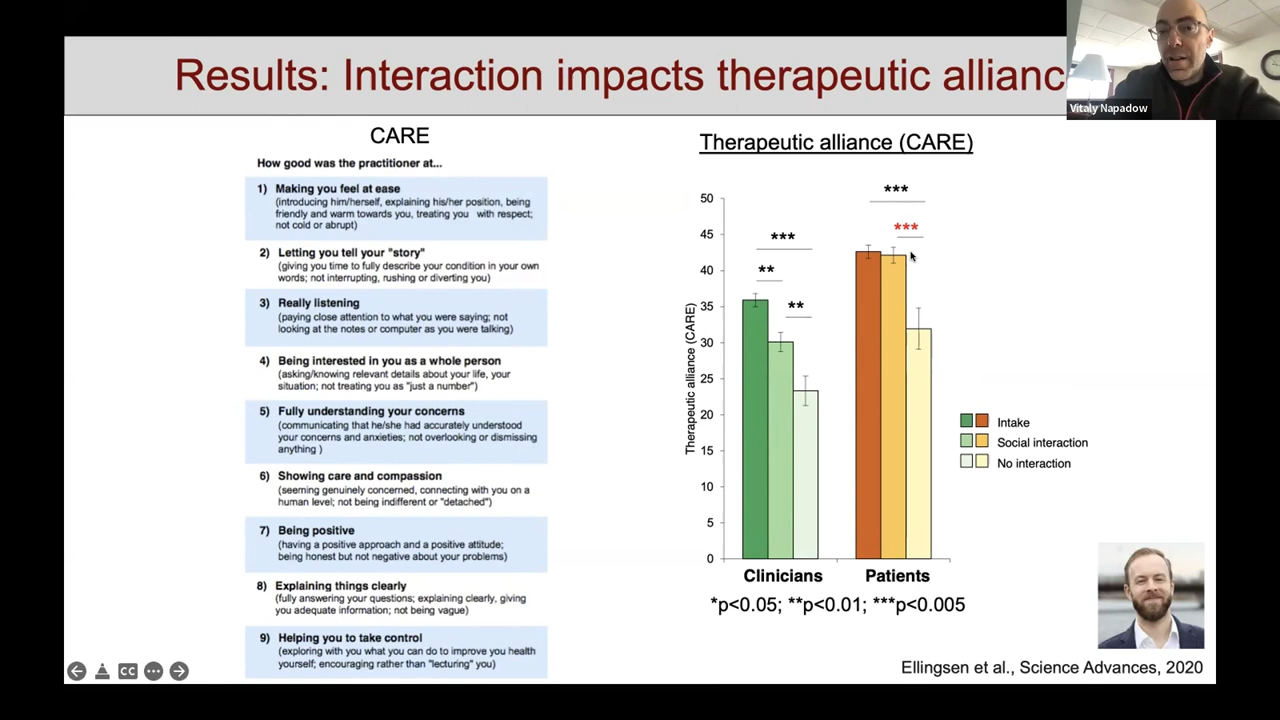 Results: Interaction impacts therapeutic allianc
Vitaly Napadow
CARE
How good was the practitioner at...
1) Making you feel at ease
(introducing him/herself, explaining his/her position, being
friendly and warm towards you, treating you with respect;
not cold or abrupt)
2) Letting you tell your "story"
(giving you time to fully describe your condition in your own
words; not interrupting, rushing or diverting you)
3) Really listening
(paying close attention to what you were saying; not
looking at the notes or computer as you were talking)
4) Being interested in you as a whole person
(asking/knowing relevant details about your life, your
situation; not treating you as "just a number")
5) Fully understanding your concerns
(communicating that he/she had accurately understood
your concerns and anxieties; not overlooking or dismissing
anything )
6) Showing care and compassion
(seeming genuinely concerned, connecting with you on a
human level; not being indifferent or "detached")
7) Being positive
(having a positive approach and a positive attitude;
being honest but not negative about your problems)
8) Explaining things clearly
(fully answering your questions; explaining clearly, giving
you adequate information; not being vague)
9) Helping you to take control
(exploring with you what you can do to improve you health
yourself; encouraging rather than "lecturing" you)
CC
Therapeutic alliance (CARE)
Therapeutic alliance (CARE)
50
45
40
35
30
25
20
15
10
5
0
***
**
**
***
***
Clinicians
Patients
Intake
Social interaction
No interaction
*p<0.05; **p<0.01; ***p<0.005
Ellingsen et al., Science Advances, 2020